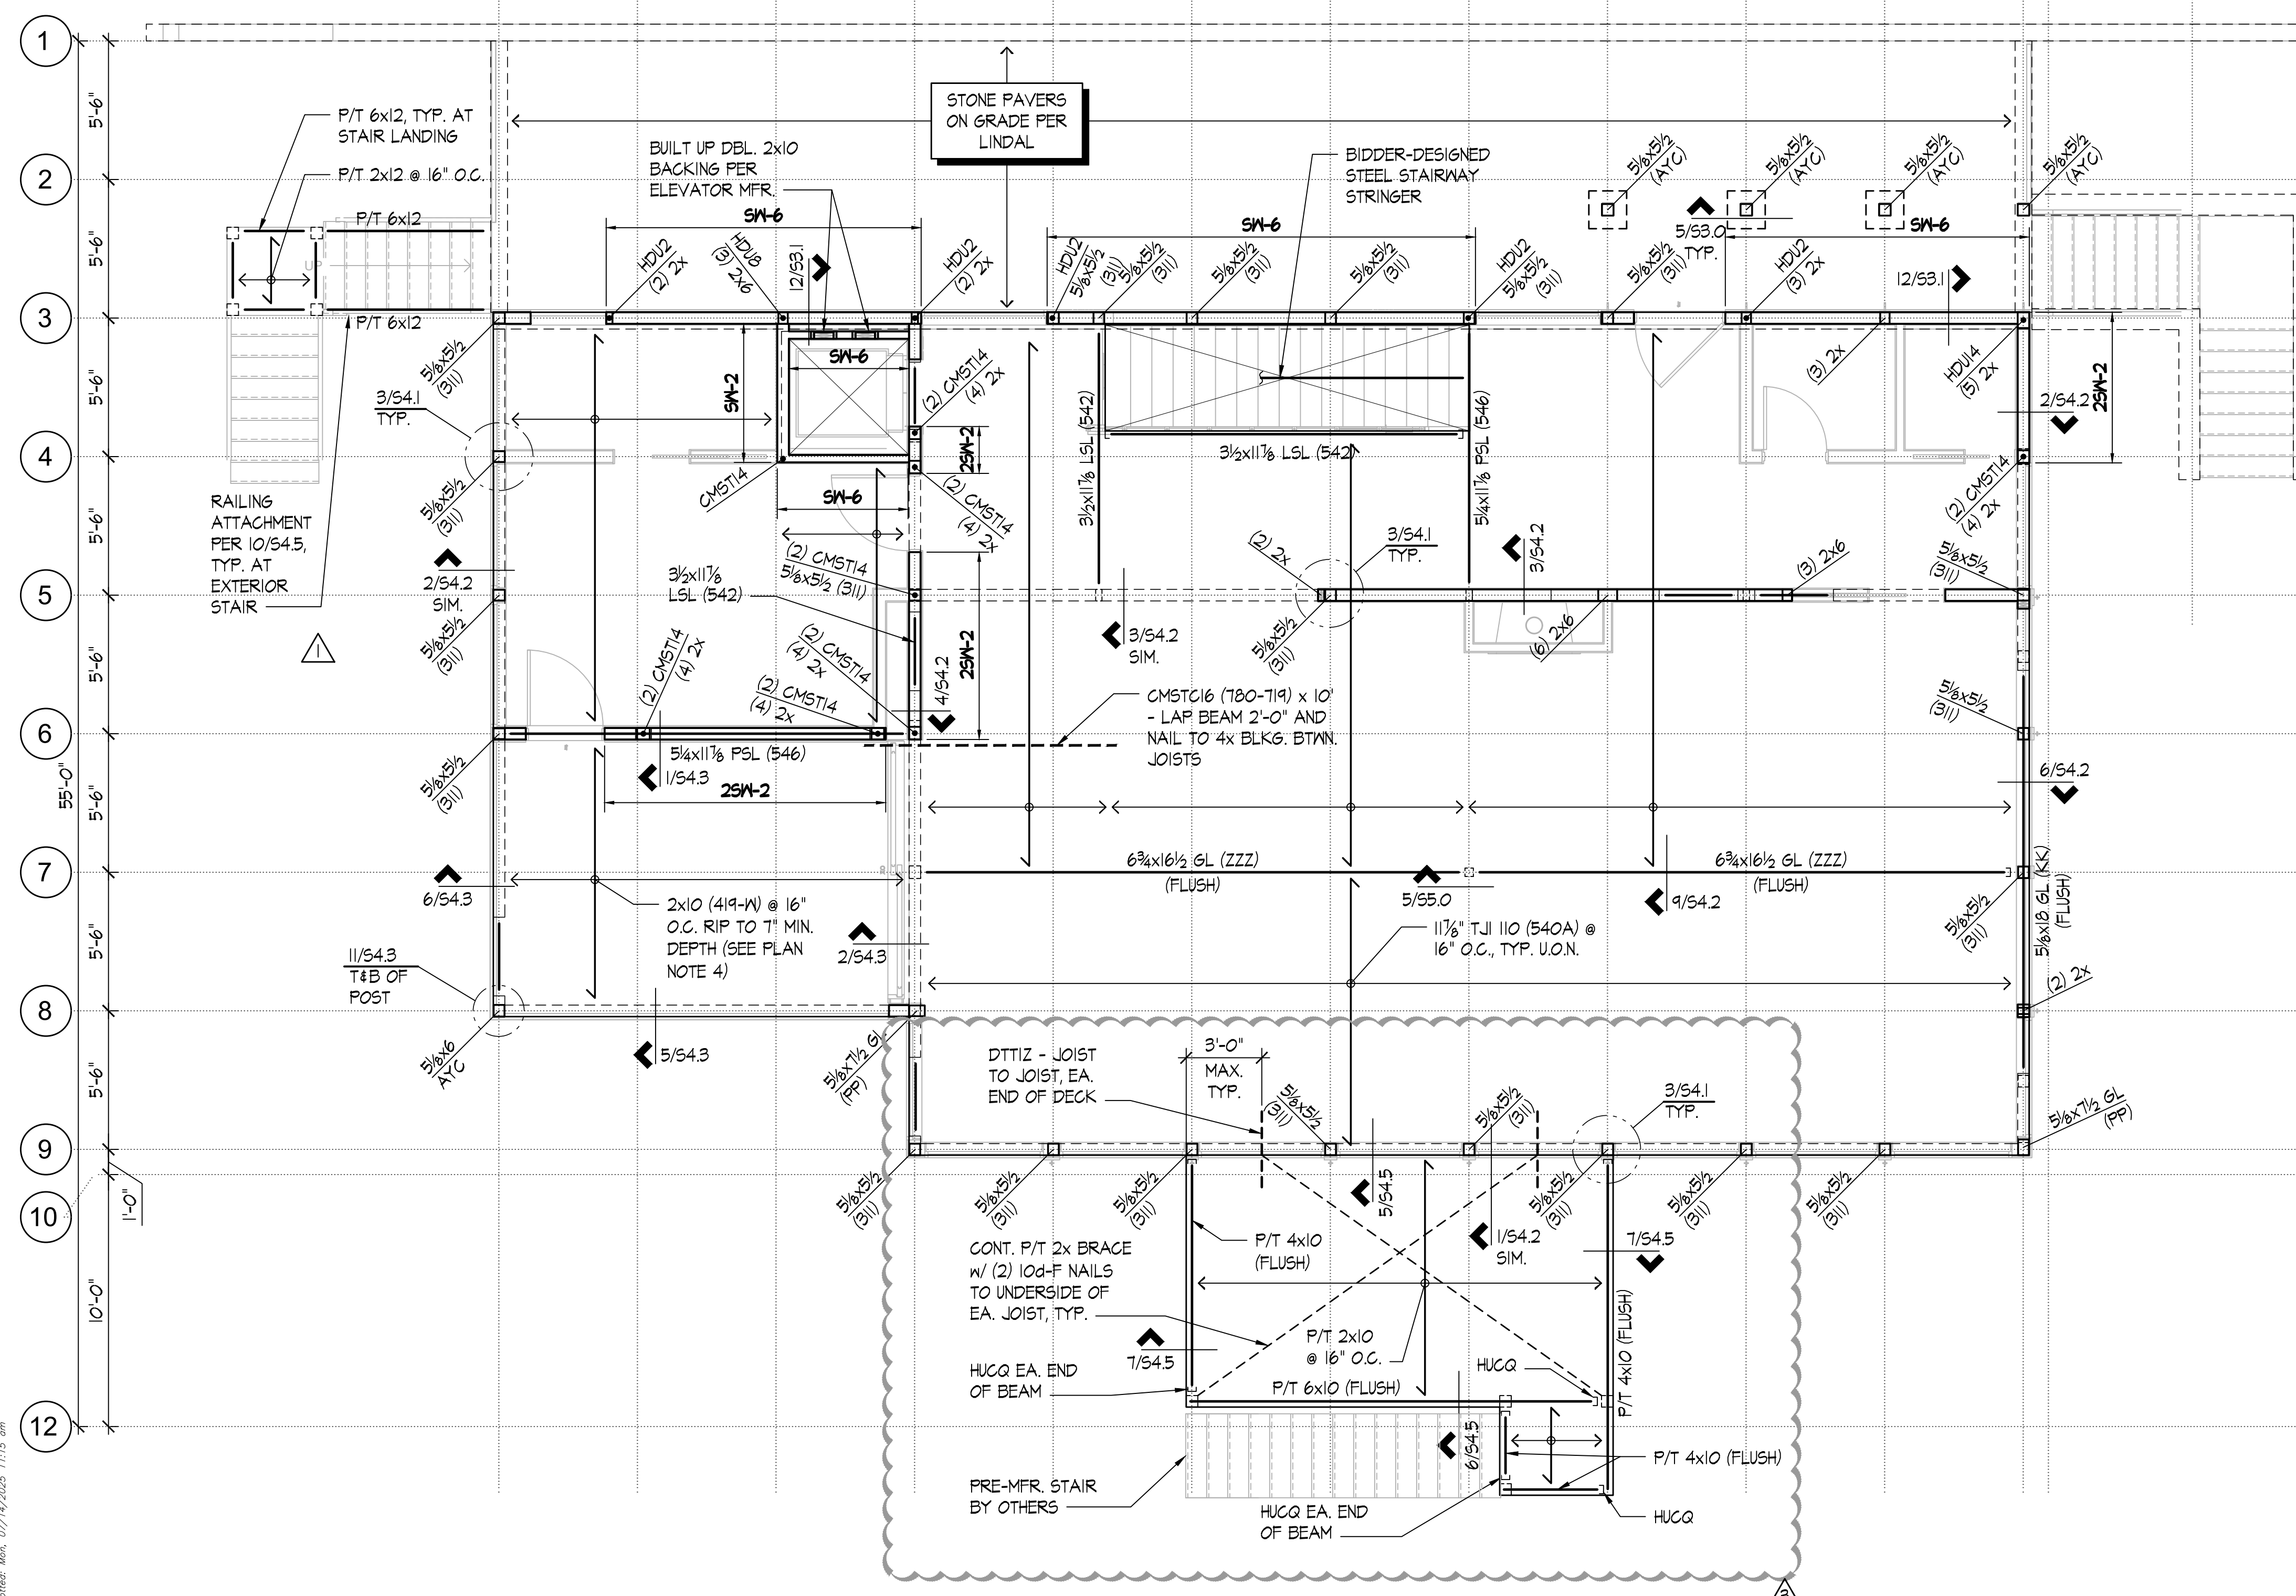 1
2
3
4
5
6
7
8
9
10
12
5'-6"
5'-6"
5'-6"
5'-6"
5'-6"
5'-6"
5'-6"
5'-6"
55'-0"
1'-0"
10'-0"
P/T 6x12, TYP. AT
STAIR LANDING
P/T 2x12 @ 16" O.C.
P/T 6x12
UP
P/T 6x12
BUILT UP DBL. 2x10
BACKING PER
ELEVATOR MFR.
STONE PAVERS
ON GRADE PER
LINDAL
BIDDER-DESIGNED
STEEL STAIRWAY
STRINGER
5⅛x5½
(AYC)
5⅛x5½
(AYC)
5⅛x5½
(AYC)
5⅛x5½
(AYC)
5/S3.0
TYP.
SW-6
SW-6
SW-6
HDU2
(2) 2x
HDU8
(3) 2x6
12/S3.1
HDU2
(2) 2x
HDU2
5⅛x5½
(311)
5⅛x5½
(311)
5⅛x5½
(311)
5⅛x5½
(311)
HDU2
5⅛x5½
(311)
5⅛x5½
(311)
HDU2
(3) 2x
12/S3.1
5⅛x5½
(311)
3/S4.1
TYP.
SW-2
SW-6
(2) CMST14
(4) 2x
3½x11⅞ LSL (542)
3½x11⅞ LSL (542)
5¼x11⅞ PSL (546)
(3) 2x
HDU14
(5) 2x
2/S4.2
2SW-2
5⅛x5½
(311)
CMST14
SW-6
2SW-2
(2) CMST14
(4) 2x
(2) CMST14
(4) 2x
RAILING
ATTACHMENT
PER 10/S4.5,
TYP. AT
EXTERIOR
STAIR
1
2/S4.2
SIM.
5⅛x5½
(311)
3½x11⅞
LSL (542)
(2) CMST14
5⅛x5½ (311)
(2) 2x
3/S4.1
TYP.
3/S4.2
(3) 2x6
5⅛x5½
(311)
3/S4.2
SIM.
5⅛x5½
(311)
(6) 2x6
(2) CMST14
(4) 2x
(2) CMST14
(4) 2x
(2) CMST14
(4) 2x
4/S4.2
2SW-2
CMSTC16 (780-719) x 10'
- LAP BEAM 2'-0" AND
NAIL TO 4x BLKG. BTWN.
JOISTS
5⅛x5½
(311)
5⅛x5½
(311)
5¼x11⅞ PSL (546)
1/S4.3
2SW-2
6/S4.2
6¾x16½ GL (ZZZ)
(FLUSH)
6¾x16½ GL (ZZZ)
(FLUSH)
5⅛x18 GL (KK)
(FLUSH)
5/S5.0
9/S4.2
5⅛x5½
(311)
6/S4.3
2x10 (419-W) @ 16"
O.C. RIP TO 7" MIN.
DEPTH (SEE PLAN
NOTE 4)
2/S4.3
11⅞" TJI 110 (540A) @
16" O.C., TYP. U.O.N.
11/S4.3
T&B OF
POST
(2) 2x
5⅛x6
AYC
5/S4.3
5⅛x7½ GL
(PP)
DTT1Z - JOIST
TO JOIST, EA.
END OF DECK
3'-0"
MAX.
TYP.
5⅛x5½
(311)
5⅛x5½
(311)
3/S4.1
TYP.
5⅛x7½ GL
(PP)
5⅛x5½
(311)
5⅛x5½
(311)
5⅛x5½
(311)
5/S4.5
5⅛x5½
(311)
5⅛x5½
(311)
5⅛x5½
(311)
CONT. P/T 2x BRACE
W/ (2) 10d-F NAILS
TO UNDERSIDE OF
EA. JOIST, TYP.
P/T 4x10
(FLUSH)
1/S4.2
SIM.
7/S4.5
7/S4.5
P/T 2x10
@ 16" O.C.
P/T 4x10 (FLUSH)
HUCQ EA. END
OF BEAM
P/T 6x10 (FLUSH)
HUCQ
6/S4.5
P/T 4x10 (FLUSH)
PRE-MFR. STAIR
BY OTHERS
HUCQ EA. END
OF BEAM
HUCQ
Mon, 07/14/2025 11:15 am